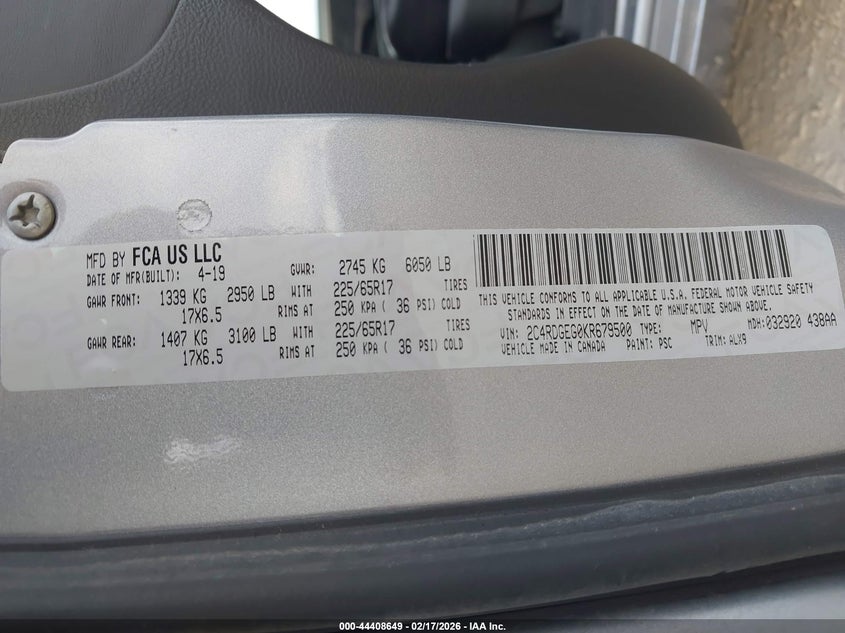 MFD BY FCA US LLC
DATE OF MFR(BUILT): 4-19 GVWR: 2745 KG 6050 LB
GAWR FRONT: 1339 KG 2950 LB WITH 225/65R17 TIRES
17X6.5 RIMS AT 250 KPA ( 36 PSI) COLD
GAWR REAR: 1407 KG 3100 LB WITH 225/65R17 TIRES
17X6.5 RIMS AT 250 KPA ( 36 PSI) COLD
THIS VEHICLE CONFORMS TO ALL APPLICABLE U.S.A. FEDERAL MOTOR VEHICLE SAFETY
STANDARDS IN EFFECT ON THE DATE OF MANUFACTURE SHOWN ABOVE.
VIN: 2C4RDGEG0KR679500 TYPE: MPV MDH:032920 438AA
VEHICLE MADE IN CANADA PAINT: PSC TRIM: ALX9
000-44408649 - 02/17/2026 - IAA Inc.